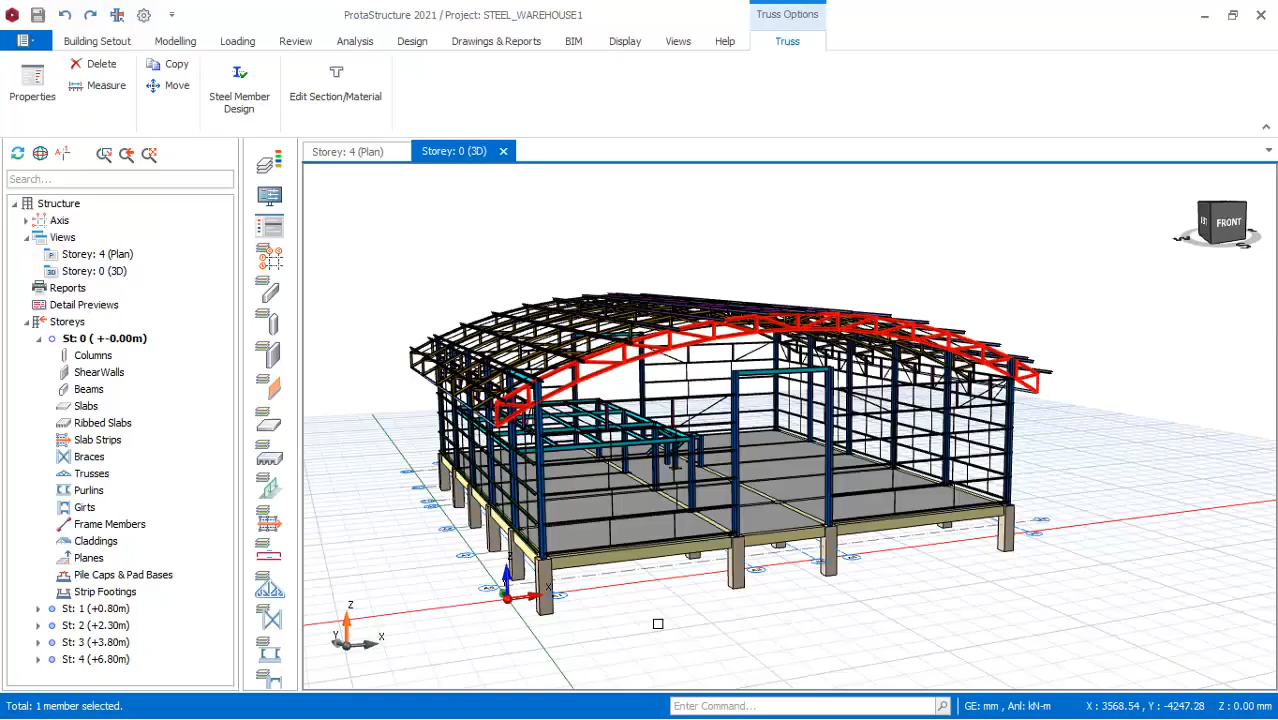 ProtaStructure 2021 / Project: STEEL_WAREHOUSE1
Truss Options
Building Setout
Modelling
Loading
Review
Analysis
Design
Drawings & Reports
BIM
Display
Views
Help
Truss
Properties
Delete
Measure
Copy
Move
Steel Member
Design
Edit Section/Material
Storey: 4 (Plan)
Storey: 0 (3D)
Search...
Structure
Axis
Views
Storey: 4 (Plan)
Storey: 0 (3D)
Reports
Detail Previews
Storeys
St: 0 ( +-0.00m)
Columns
ShearWalls
Beams
Slabs
Ribbed Slabs
Slab Strips
Braces
Trusses
Purlins
Girts
Frame Members
Claddings
Planes
Pile Caps & Pad Bases
Strip Footings
St: 1 (+0.80m)
St: 2 (+2.30m)
St: 3 (+3.80m)
St: 4 (+6.80m)
FRONT
Z
Y
X
X
Total: 1 member selected.
Enter Command...
GE: mm , Anl: kN-m
X : 3568.54 , Y : -4247.28
Z : 0.00 mm